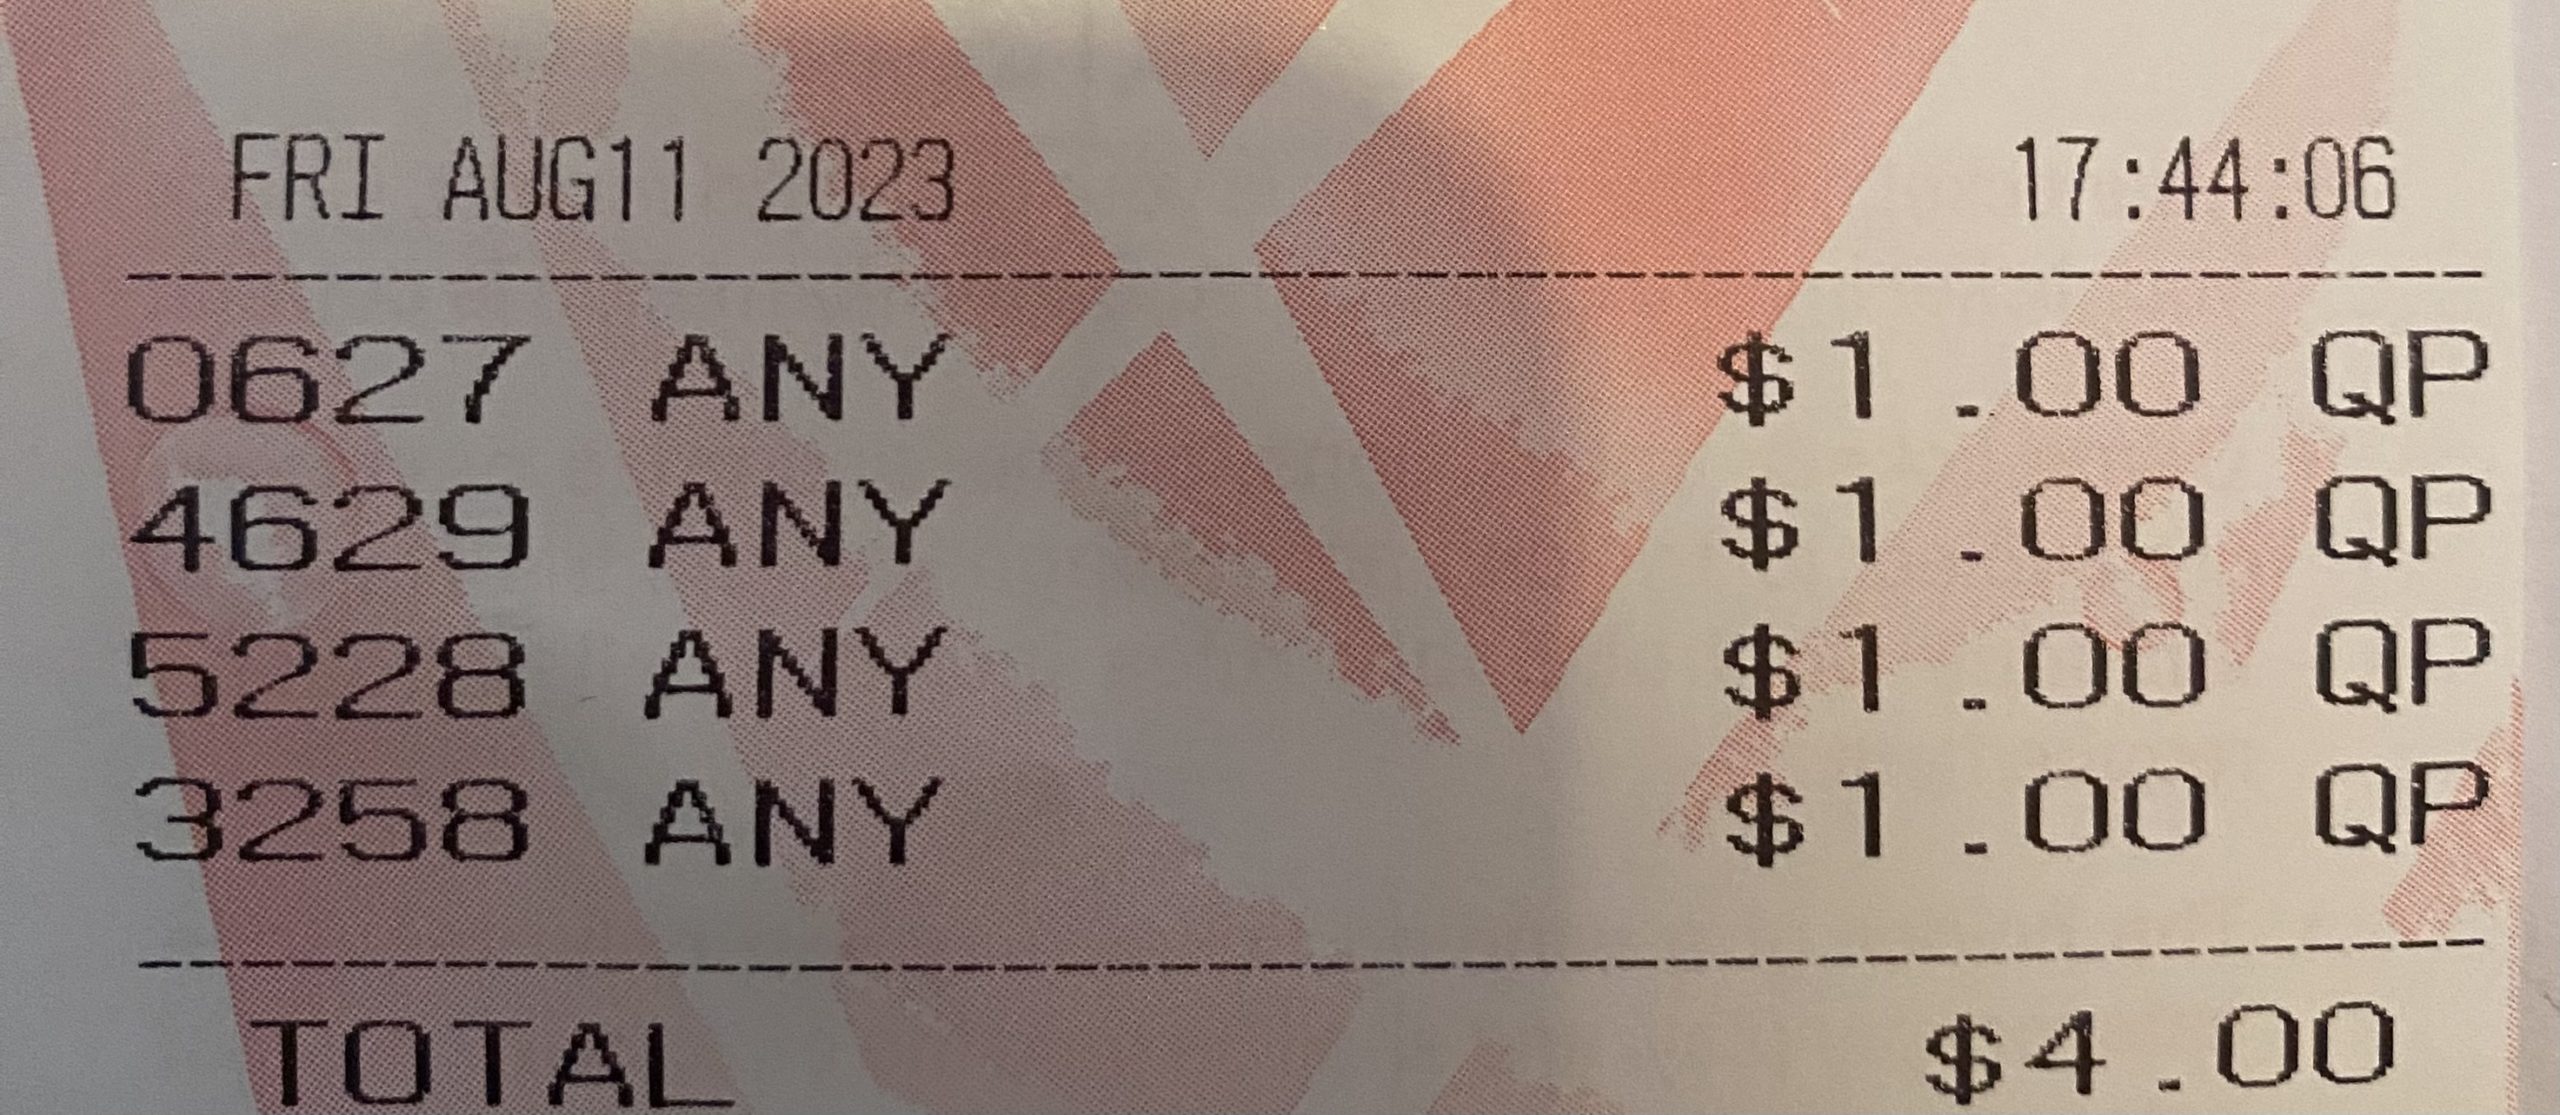 FRI AUG11 2023 17:44:06
0627 ANY $1.00 QP
4629 ANY $1.00 QP
5228 ANY $1.00 QP
3258 ANY $1.00 QP
TOTAL $4.00